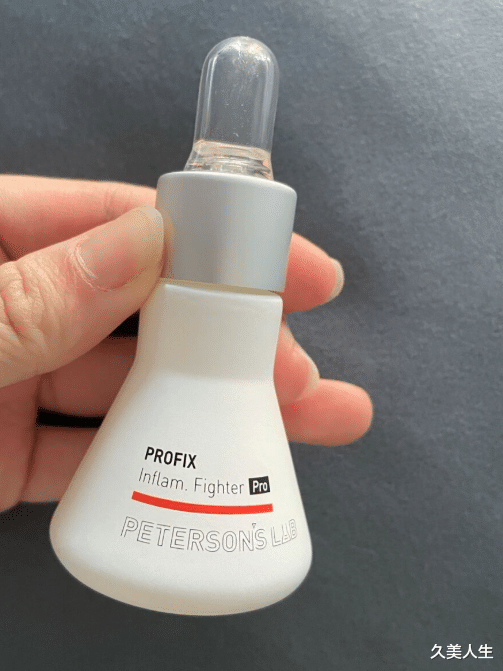 PROFIX
Inflam. Fighter Pro
PETERSON'S LAB
久美人生